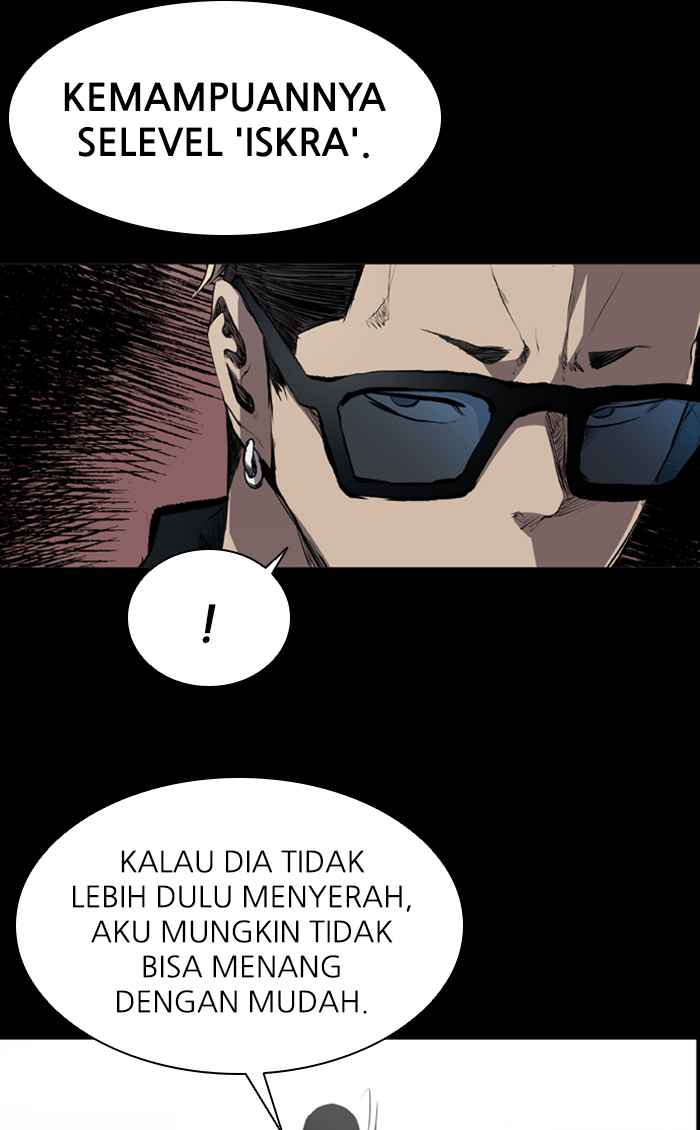 KEMAMPUANNYA
SELEVEL 'ISKRA'.
!
KALAU DIA TIDAK
LEBIH DULU MENYERAH,
AKU MUNGKIN TIDAK
BISA MENANG
DENGAN MUDAH.